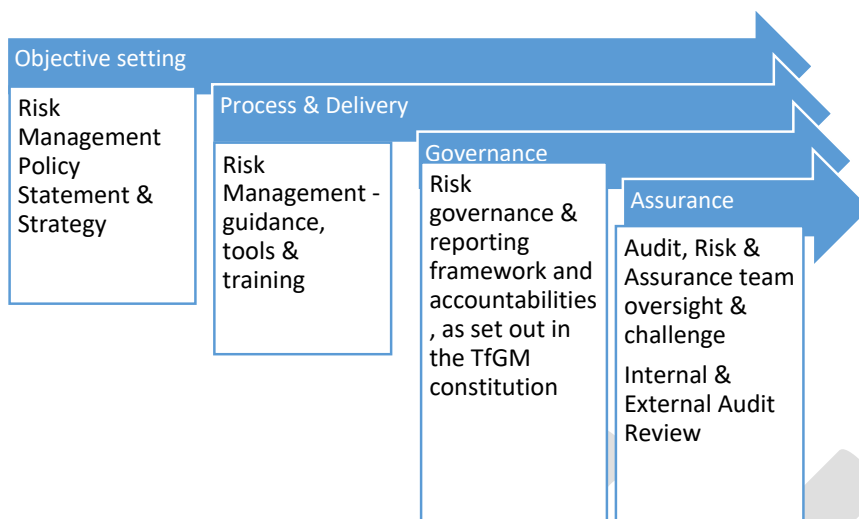 Objective setting
Risk
Management
Policy
Statement &
Strategy
Process & Delivery
Risk
Management -
guidance,
tools &
training
Governance
Risk
governance &
reporting
framework and
accountabilities
, as set out in
the TfGM
constitution
Assurance
Audit, Risk &
Assurance team
oversight &
challenge
Internal &
External Audit
Review